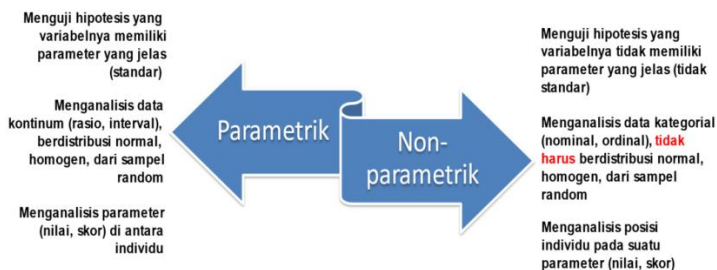 Menguji hipotesis yang
variabelnya memiliki
parameter yang jelas
(standar)
Menganalisis data
kontinum (rasio, interval),
berdistribusi normal,
homogen, dari sampel
random
Menganalisis parameter
(nilai, skor) di antara
individu
Parametrik
Non-
parametrik
Menguji hipotesis yang
variabelnya tidak memiliki
parameter yang jelas (tidak
standar)
Menganalisis data kategorial
(nominal, ordinal), tidak
harus berdistribusi normal,
homogen, dari sampel
random
Menganalisis posisi
individu pada suatu
parameter (nilai, skor)